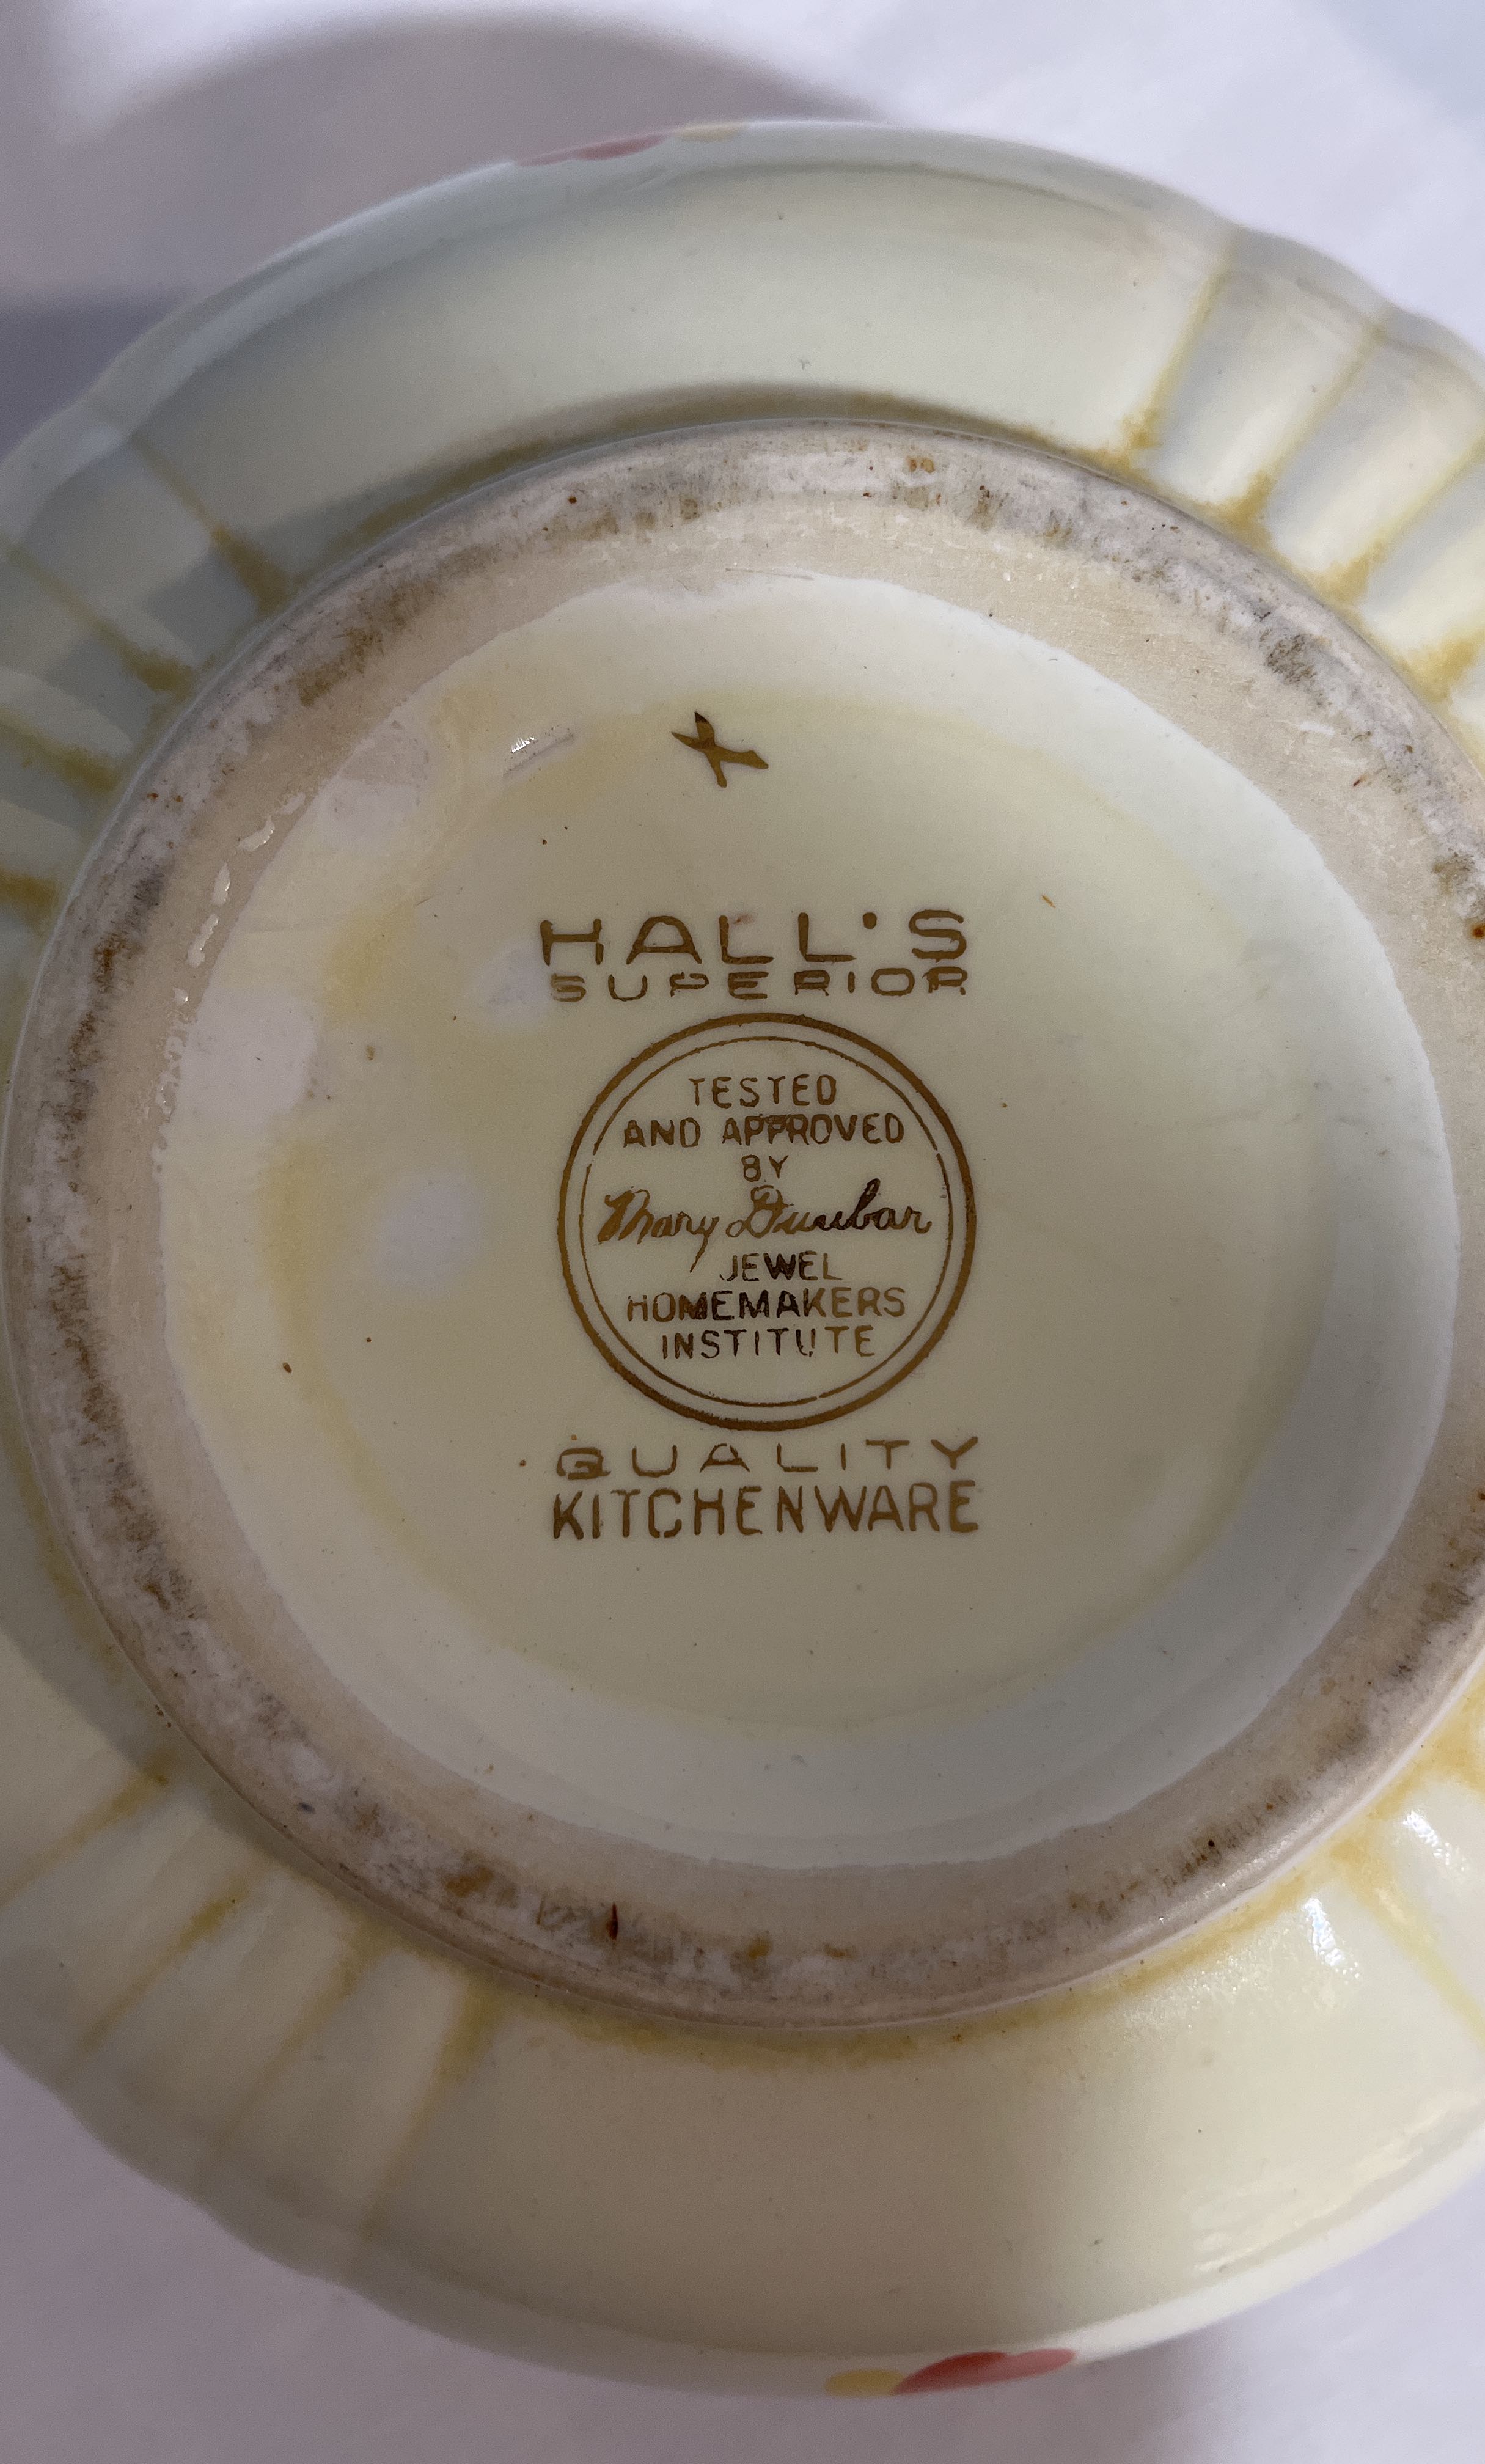 HALL'S
SUPERIOR
TESTED
AND APPROVED
BY
Mary Dunbar
JEWEL
HOMEMAKERS
INSTITUTE
QUALITY
KITCHENWARE